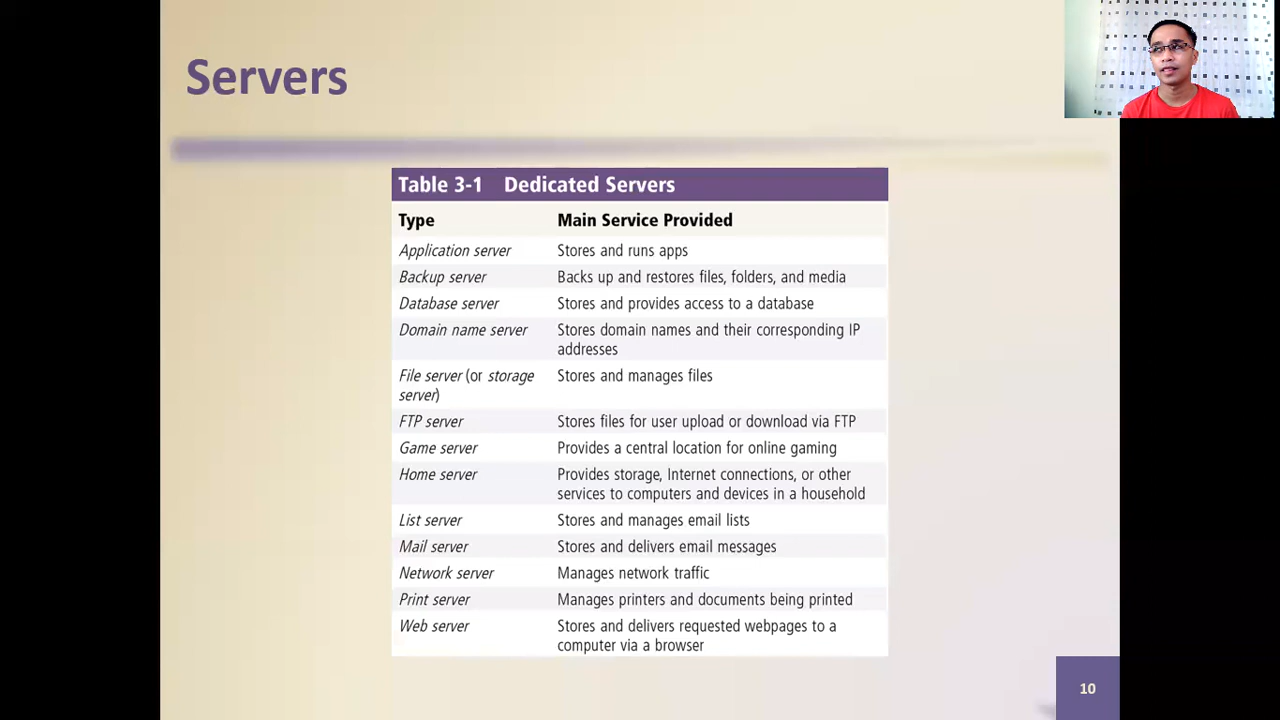 Servers
Table 3-1 Dedicated Servers
Type Main Service Provided
Application server Stores and runs apps
Backup server Backs up and restores files, folders, and media
Database server Stores and provides access to a database
Domain name server Stores domain names and their corresponding IP
addresses
File server (or storage Stores and manages files
server)
FTP server Stores files for user upload or download via FTP
Game server Provides a central location for online gaming
Home server Provides storage, Internet connections, or other
services to computers and devices in a household
List server Stores and manages email lists
Mail server Stores and delivers email messages
Network server Manages network traffic
Print server Manages printers and documents being printed
Web server Stores and delivers requested webpages to a
computer via a browser
10